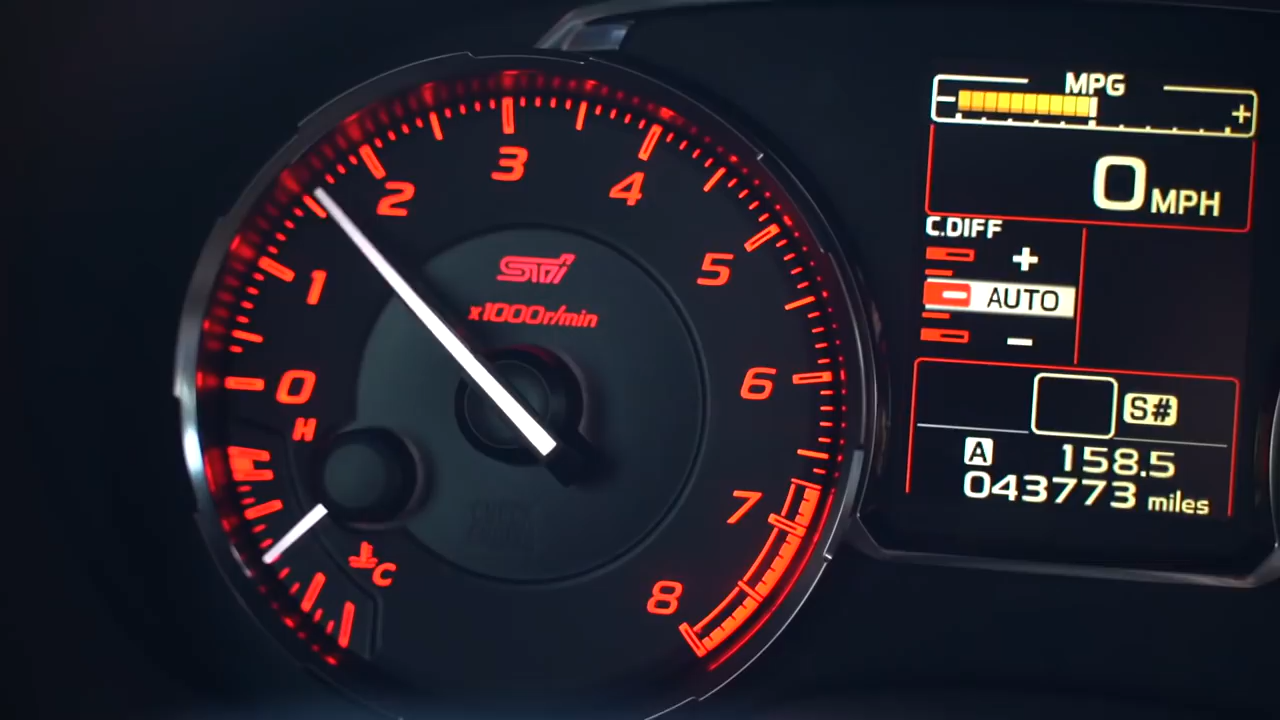 0
1
2
3
4
5
6
7
8
STI
x1000r/min
H
C
MPG
- +
0 MPH
C.DIFF
+
AUTO
-
S#
A 158.5
043773 miles